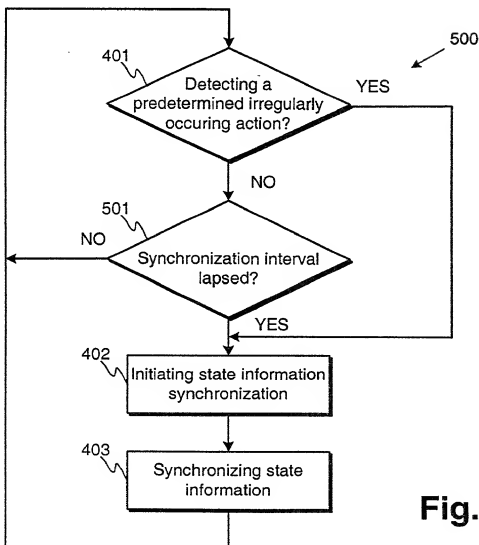 500
401
Detecting a
predetermined irregularly
occuring action?
YES
NO
501
NO
Synchronization interval
lapsed?
YES
402
Initiating state information
synchronization
403
Synchronizing state
information
Fig.